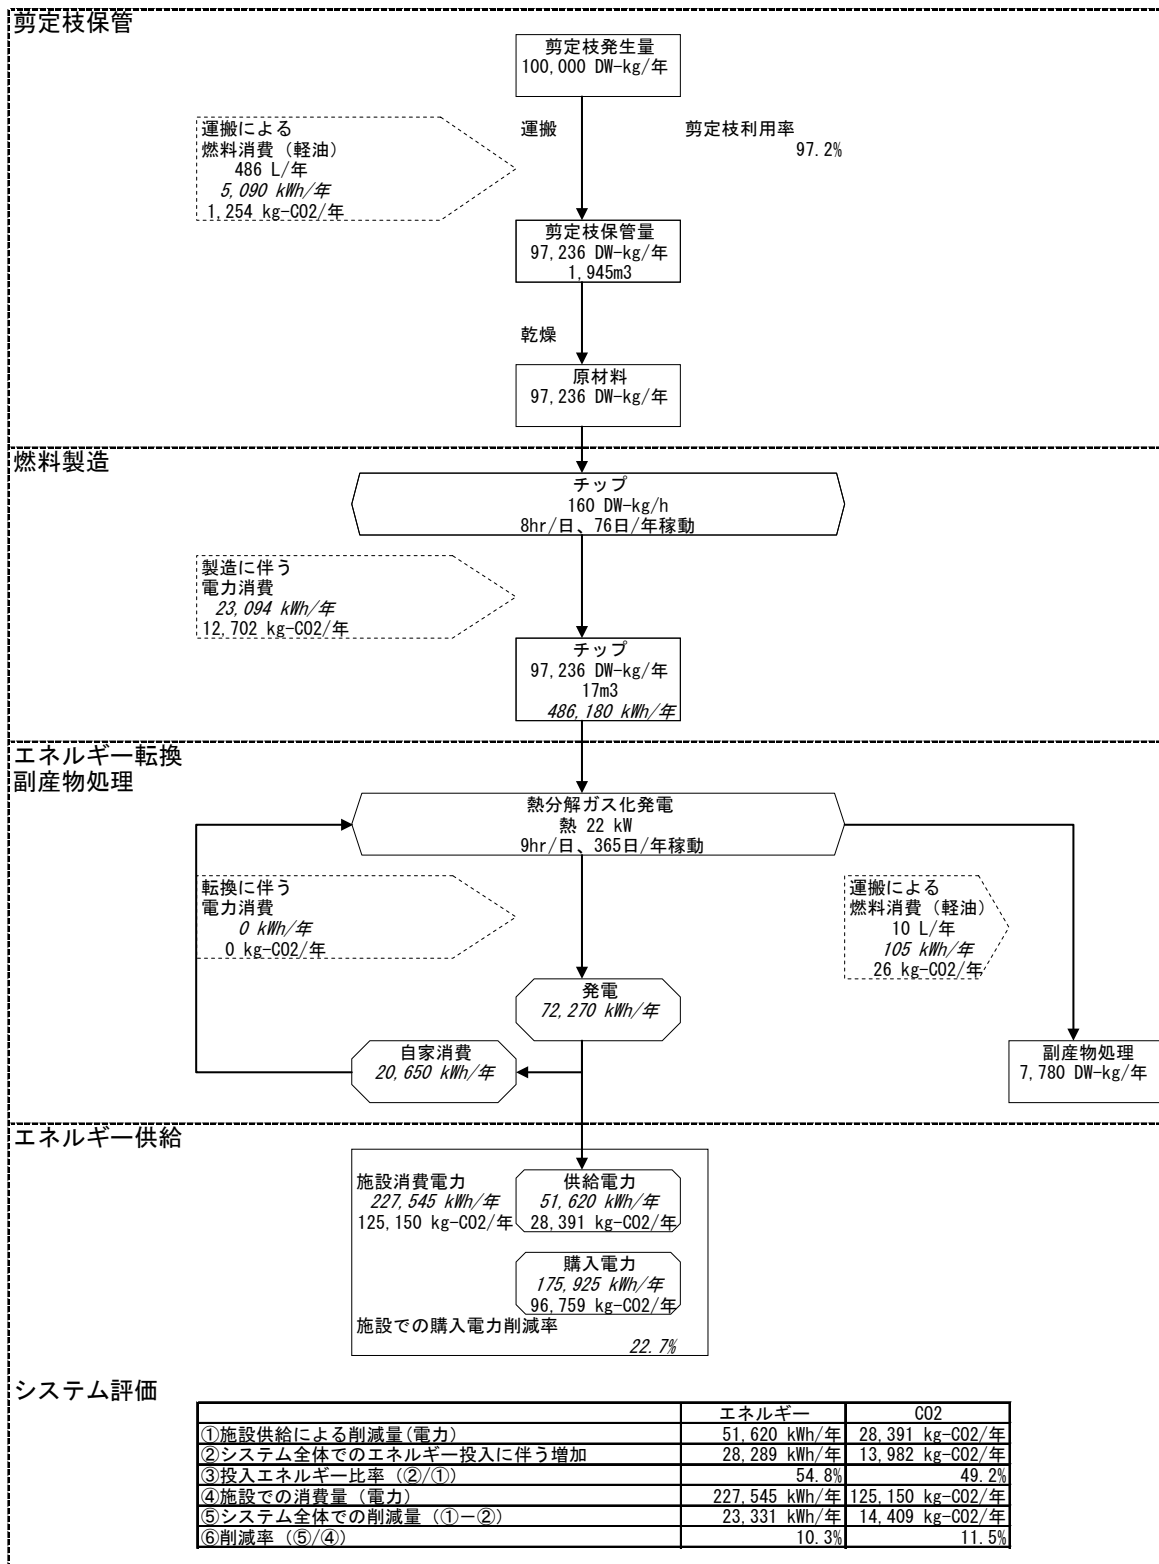 剪定枝保管
剪定枝発生量
100,000 DW-kg/年
運搬による
燃料消費（軽油）
486 L/年
5,090 kWh/年
1,254 kg-CO2/年
運搬
剪定枝利用率
97.2%
剪定枝保管量
97,236 DW-kg/年
1,945m3
乾燥
原材料
97,236 DW-kg/年
燃料製造
チップ
160 DW-kg/h
8hr/日、76日/年稼動
製造に伴う
電力消費
23,094 kWh/年
12,702 kg-CO2/年
チップ
97,236 DW-kg/年
17m3
486,180 kWh/年
エネルギー転換
副産物処理
熱分解ガス化発電
熱 22 kW
9hr/日、365日/年稼動
転換に伴う
電力消費
0 kWh/年
0 kg-CO2/年
運搬による
燃料消費（軽油）
10 L/年
105 kWh/年
26 kg-CO2/年
発電
72,270 kWh/年
自家消費
20,650 kWh/年
副産物処理
7,780 DW-kg/年
エネルギー供給
施設消費電力
227,545 kWh/年
125,150 kg-CO2/年
供給電力
51,620 kWh/年
28,391 kg-CO2/年
購入電力
175,925 kWh/年
96,759 kg-CO2/年
施設での購入電力削減率
22.7%
システム評価
エネルギー CO2
①施設供給による削減量(電力) 51,620 kWh/年 28,391 kg-CO2/年
②システム全体でのエネルギー投入に伴う増加 28,289 kWh/年 13,982 kg-CO2/年
③投入エネルギー比率（②/①） 54.8% 49.2%
④施設での消費量（電力） 227,545 kWh/年 125,150 kg-CO2/年
⑤システム全体での削減量（①－②） 23,331 kWh/年 14,409 kg-CO2/年
⑥削減率（⑤/④） 10.3% 11.5%